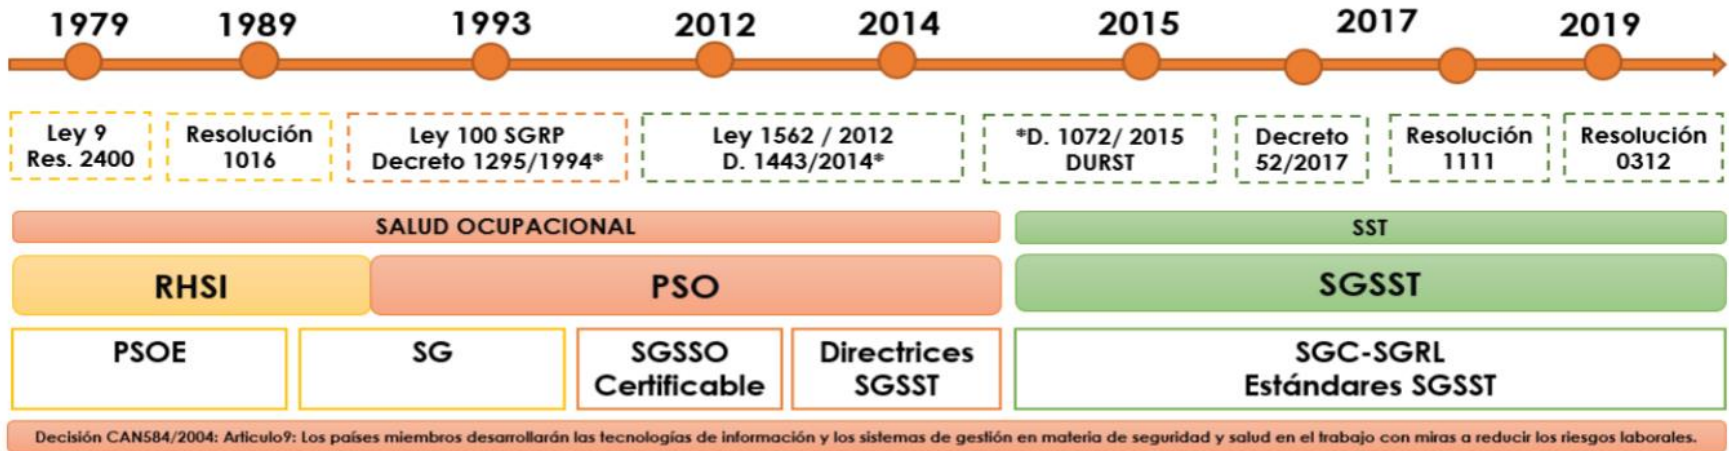 1979 1989 1993 2012 2014 2015 2017 2019
Ley 9
Res. 2400
Resolución
1016
Ley 100 SGRP
Decreto 1295/1994*
Ley 1562 / 2012
D. 1443/2014*
*D. 1072/ 2015
DURST
Decreto
52/2017
Resolución
1111
Resolución
0312
SALUD OCUPACIONAL
SST
RHSI
PSO
SGSST
PSOE
SG
SGSSO
Certificable
Directrices
SGSST
SGC-SGRL
Estándares SGSST
Decisión CAN584/2004: Articulo9: Los países miembros desarrollarán las tecnologías de información y los sistemas de gestión en materia de seguridad y salud en el trabajo con miras a reducir los riesgos laborales.